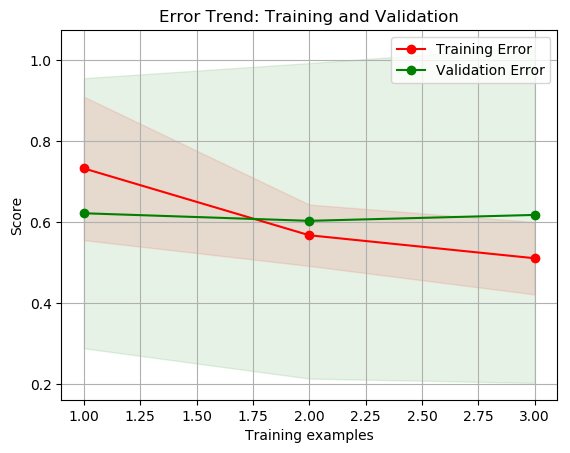 Error Trend: Training and Validation
Training Error
Validation Error
1.0
0.8
0.6
0.4
0.2
Score
1.00 1.25 1.50 1.75 2.00 2.25 2.50 2.75 3.00
Training examples